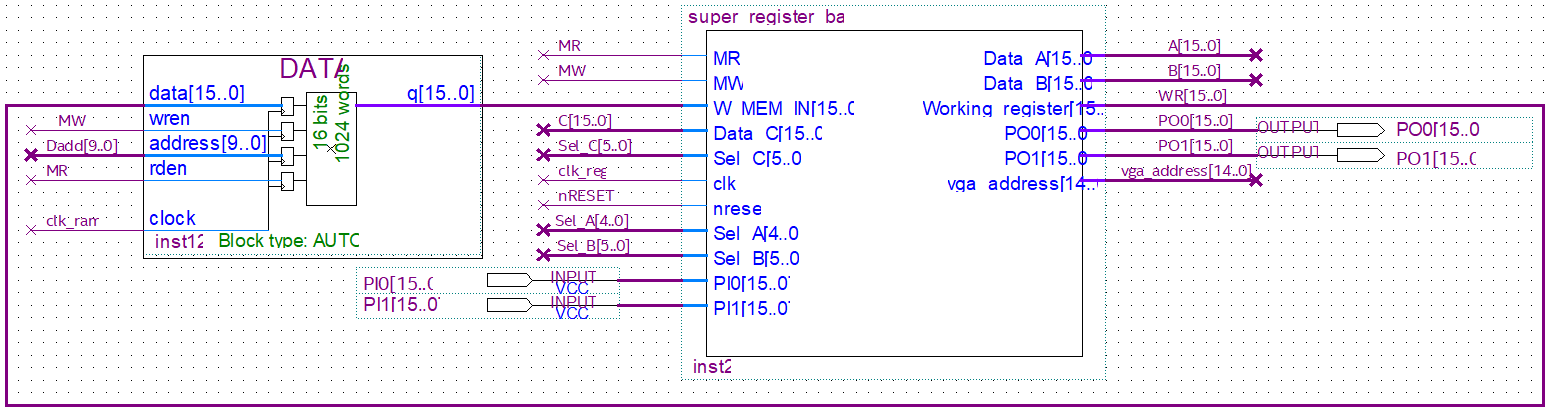 super register ba
DATA
data[15..0]
wren
address[9..0]
rden
clock
q[15..0]
16 bits
1024 words
inst12
Block type: AUTO
MW
Dadd[9..0]
MR
clk_ram
MR
MW
C[15..0]
Sel_C[5..0]
clk_reg
nRESET
Sel_A[4..0]
Sel_B[5..0]
PI0[15..0
INPUT
VCC
PI1[15..0
INPUT
VCC
MR
MW
W MEM IN[15..0
Data C[15..0
Sel C[5..0
clk
nrese
Sel A[4..0
Sel B[5..0
PI0[15..0
PI1[15..0
Data A[15..0
Data B[15..0
Working register[15..
PO0[15..0
PO1[15..0
vga address[14..
inst2
A[15..0]
B[15..0]
WR[15..0]
PO0[15..0]
PO1[15..0]
vga_address[14..0]
OUTPUT
PO0[15..0
OUTPUT
PO1[15..0